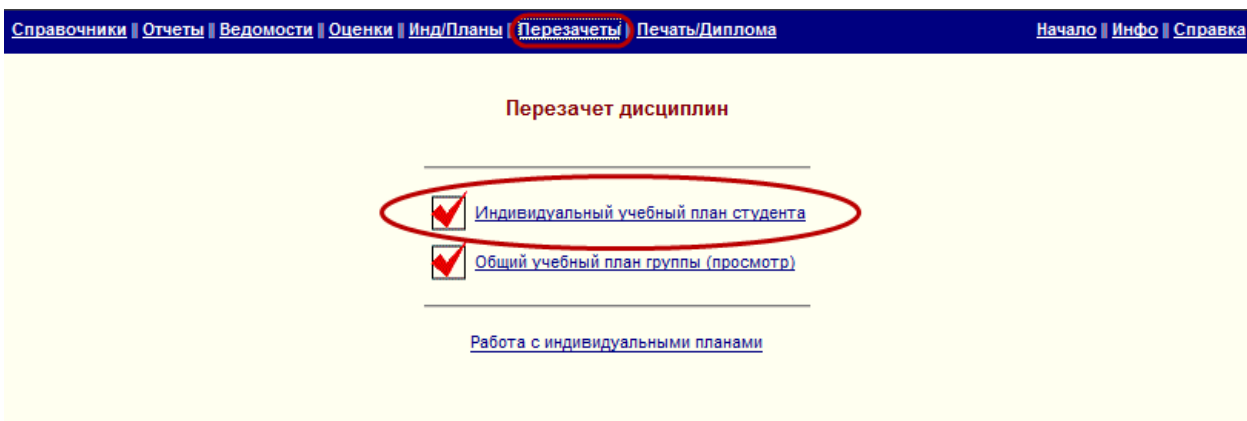 Справочники || Отчеты || Ведомости || Оценки || Инд/Планы || Перезачеты || Печать/Диплома Начало || Инфо || Справка
Перезачет дисциплин
Индивидуальный учебный план студента
Общий учебный план группы (просмотр)
Работа с индивидуальными планами